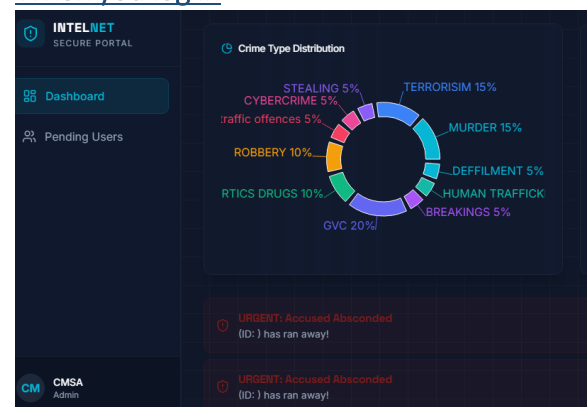 INTELNET
SECURE PORTAL
Dashboard
Pending Users
Crime Type Distribution
STEALING 5%
TERRORISIM 15%
CYBERCRIME 5%
traffic offences 5%
MURDER 15%
ROBBERY 10%
DEFFILMENT 5%
RTICS DRUGS 10%
HUMAN TRAFFICK
BREAKINGS 5%
GVC 20%
URGENT: Accused Absconded
(ID: ) has ran away!
URGENT: Accused Absconded
(ID: ) has ran away!
CM
CMSA
Admin